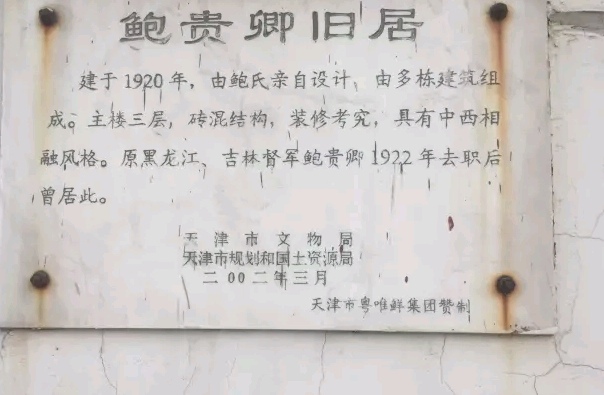 鲍贵卿旧居
建于1920年，由鲍氏亲自设计、由多栋建筑组
成。主楼三层，砖混结构，装修考究，具有中西相
融风格。原黑龙江、吉林督军鲍贵卿1922年去职后
曾居此。
天津市文物局
天津市规划和国土资源局
二〇〇二年三月
天津市粤唯鲜集团赞制